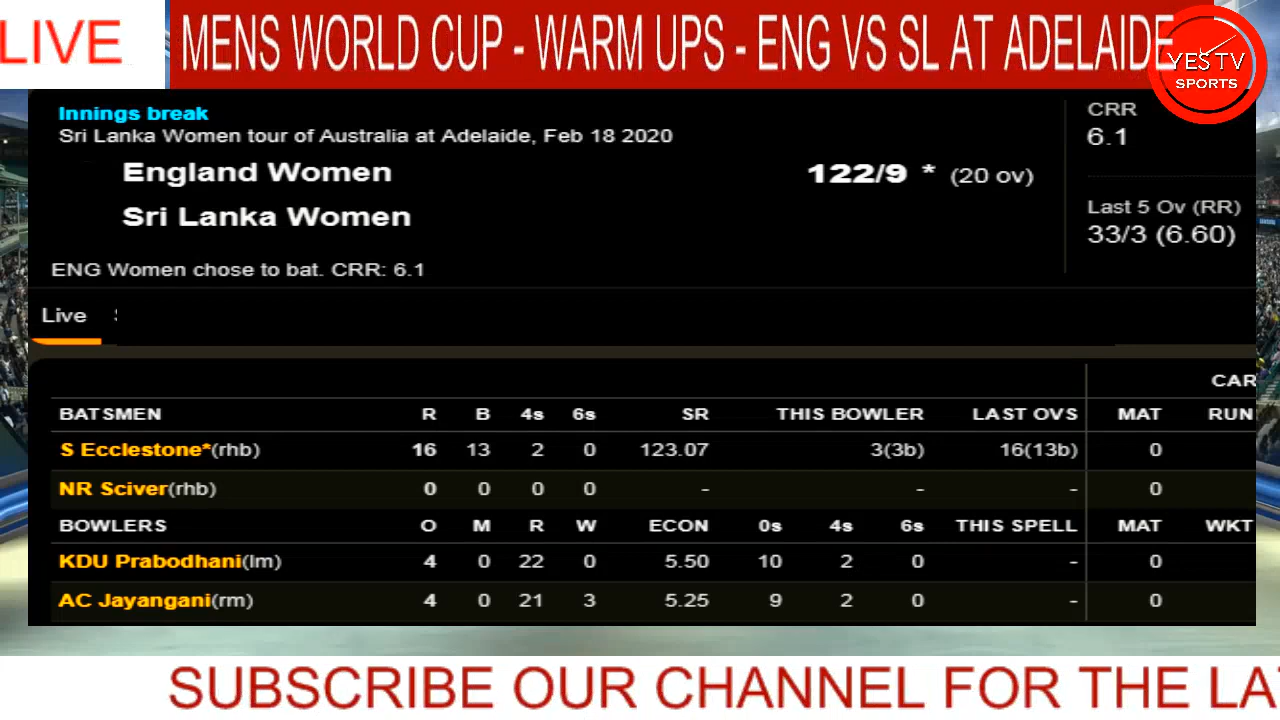 LIVE
MENS WORLD CUP - WARM UPS - ENG VS SL AT ADELAIDE
YES TV
SPORTS
Innings break
Sri Lanka Women tour of Australia at Adelaide, Feb 18 2020
England Women 122/9 * (20 ov)
Sri Lanka Women
ENG Women chose to bat. CRR: 6.1
CRR
6.1
Last 5 Ov (RR)
33/3 (6.60)
Live
CAR
BATSMEN R B 4s 6s SR THIS BOWLER LAST OVS MAT RUN
S Ecclestone*(rhb) 16 13 2 0 123.07 3(3b) 16(13b) 0
NR Sciver(rhb) 0 0 0 0 - - - 0
BOWLERS O M R W ECON 0s 4s 6s THIS SPELL MAT WKT
KDU Prabodhani(lm) 4 0 22 0 5.50 10 2 0 - 0
AC Jayangani(rm) 4 0 21 3 5.25 9 2 0 - 0
SUBSCRIBE OUR CHANNEL FOR THE LA